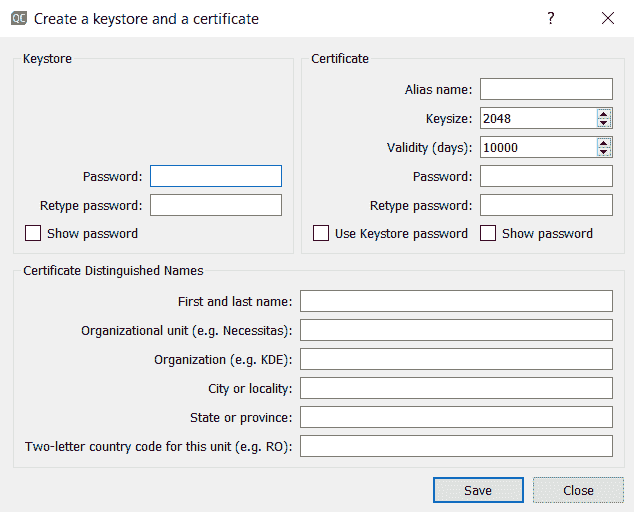 QC Create a keystore and a certificate ?
Keystore
Password:
Retype password:
Show password
Certificate
Alias name:
Keysize: 2048
Validity (days): 10000
Password:
Retype password:
Use Keystore password Show password
Certificate Distinguished Names
First and last name:
Organizational unit (e.g. Necessitas):
Organization (e.g. KDE):
City or locality:
State or province:
Two-letter country code for this unit (e.g. RO):
Save Close